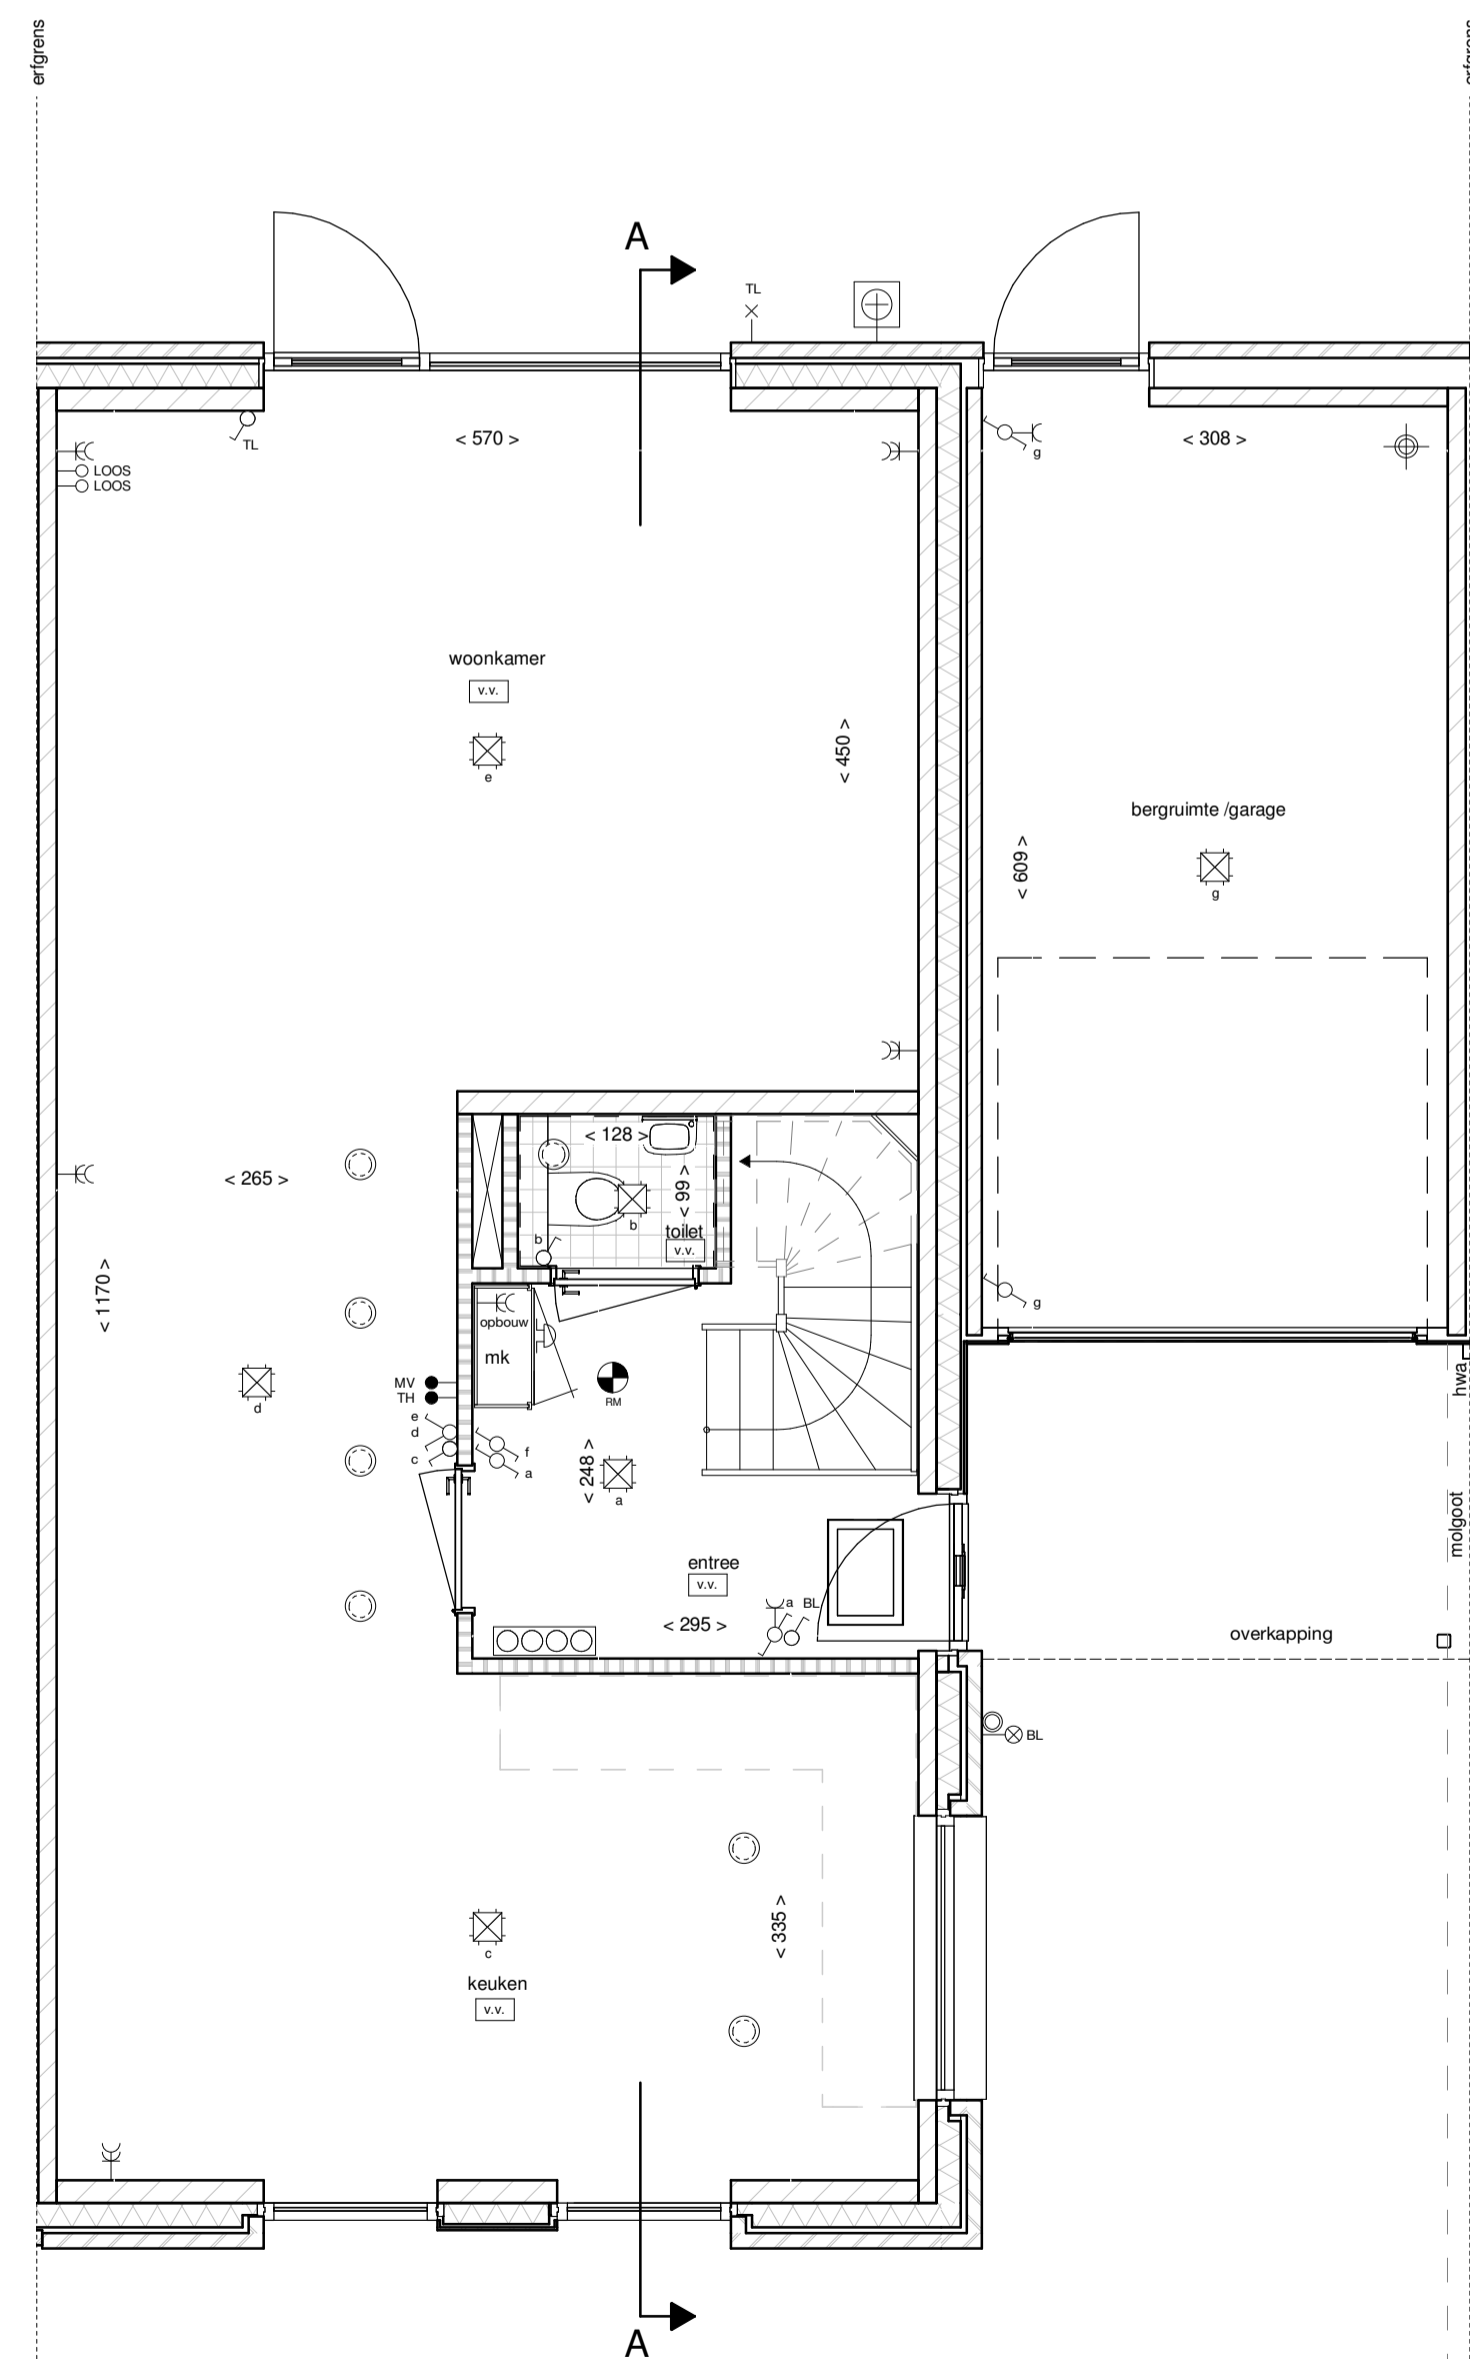 erfgrens
erfgrens
A
TL
TL
< 570 >
g
< 308 >
LOOS
LOOS
woonkamer
v.v.
e
< 450 >
bergruimte /garage
g
< 609 >
< 128 >
< 99 >
b
b
toilet
v.v.
< 265 >
< 1170 >
d
opbouw
mk
MV
TH
e
d
c
f
a
RM
< 248 >
a
g
hwa
molgoot
entree
v.v.
a
BL
< 295 >
overkapping
BL
< 335 >
c
keuken
v.v.
A